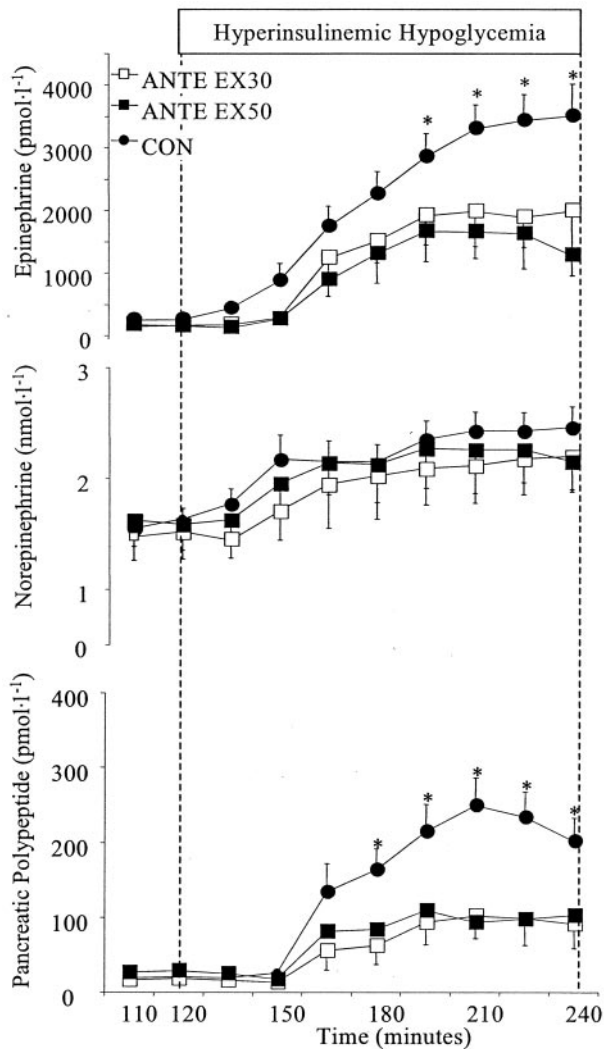 Hyperinsulinemic Hypoglycemia
Epinephrine (pmol·l-1)
4000
3000
2000
1000
0
ANTE EX30
ANTE EX50
CON
* * * *
Norepinephrine (nmol·l-1)
3
2
1
0
Pancreatic Polypeptide (pmol·l-1)
400
300
200
100
0
* * * * *
110 120 150 180 210 240
Time (minutes)